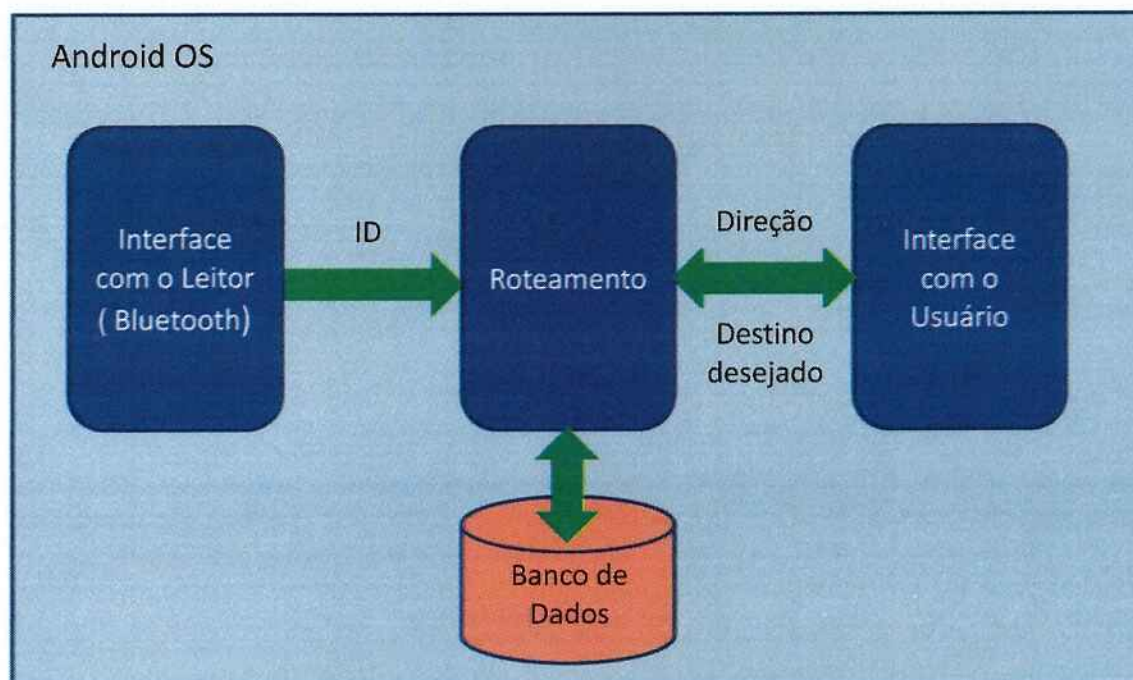 Android OS
Interface
com o Leitor
( Bluetooth)
ID
Roteamento
Direção
Destino
desejado
Interface
com o
Usuário
Banco de
Dados